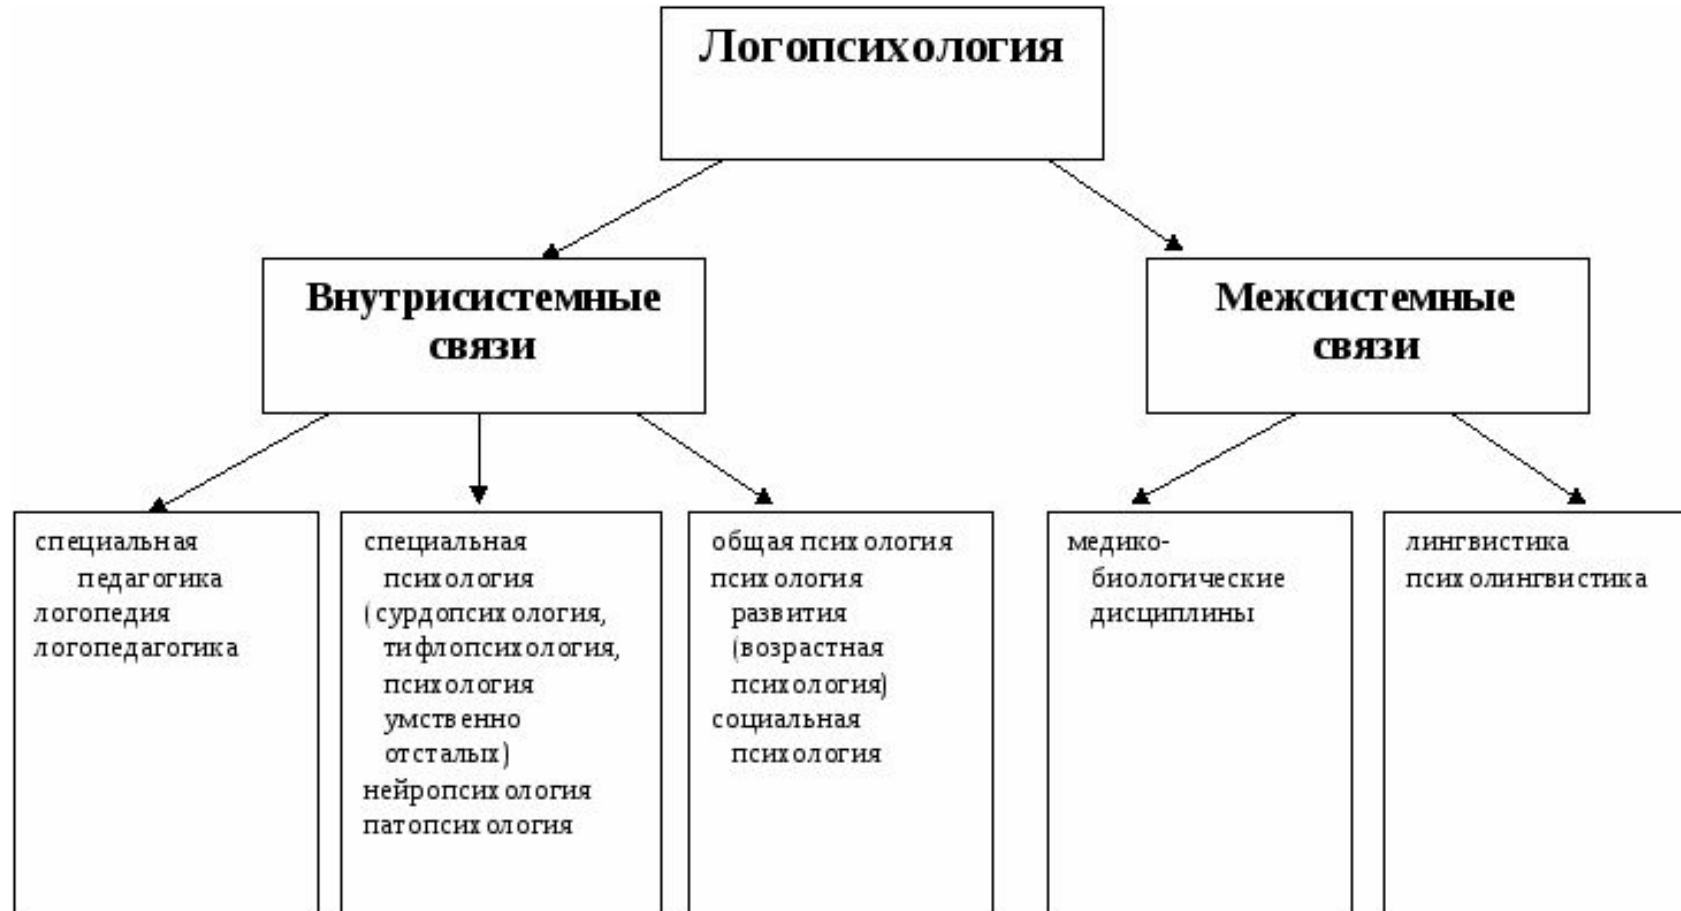 Логопсихология
Внутрисистемные
связи
Межсистемные
связи
специальная
педагогика
логопедия
логопедагогика
специальная
психология
(сурдопсихология,
тифлопсихология,
психология
умственно
отсталых)
нейропсихология
патопсихология
общая психология
психология
развития
(возрастная
психология)
социальная
психология
медико-
биологические
дисциплины
лингвистика
психолингвистика